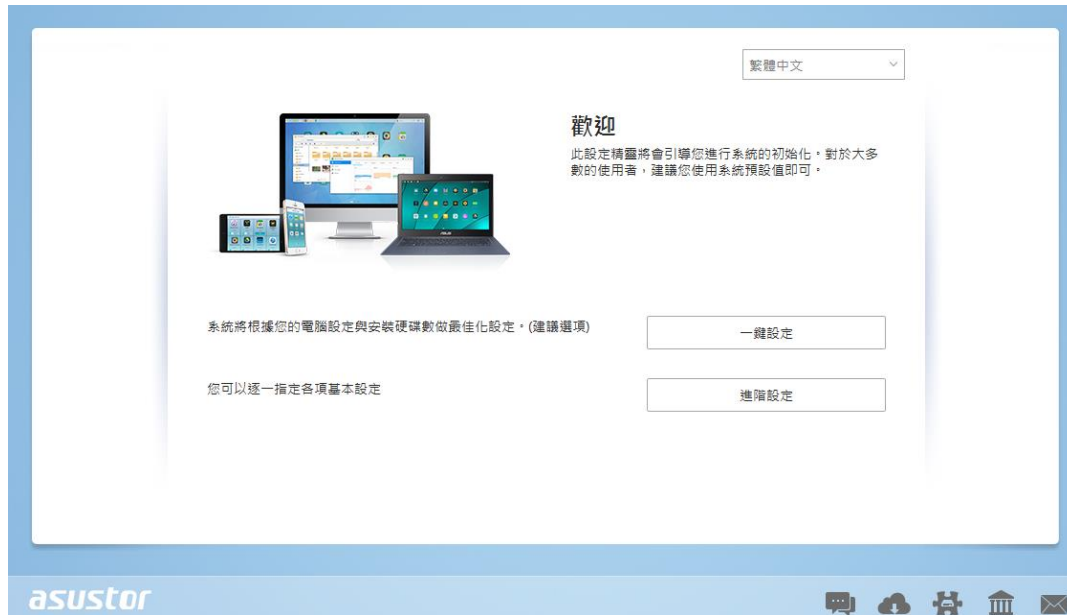 繁體中文
歡迎
此設定精靈將會引導您進行系統的初始化。對於大多
數的使用者,建議您使用系統預設值即可。
系統將根據您的電腦設定與安裝硬碟數做最佳化設定。(建議選項)
一鍵設定
您可以逐一指定各項基本設定
進階設定
asustor